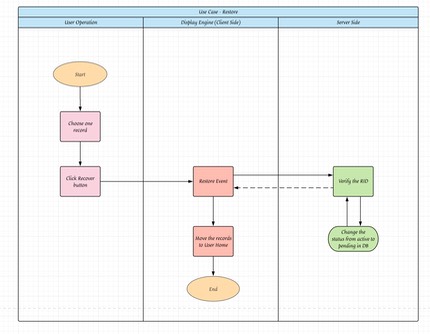 Use Case - Restore
User Operation
Display Engine (Client Side)
Server Side
Start
Choose one
record
Click Recover
button
Restore Event
Verify the RID
Move the records
to User Home
Change the
status from active to
pending in DB
End